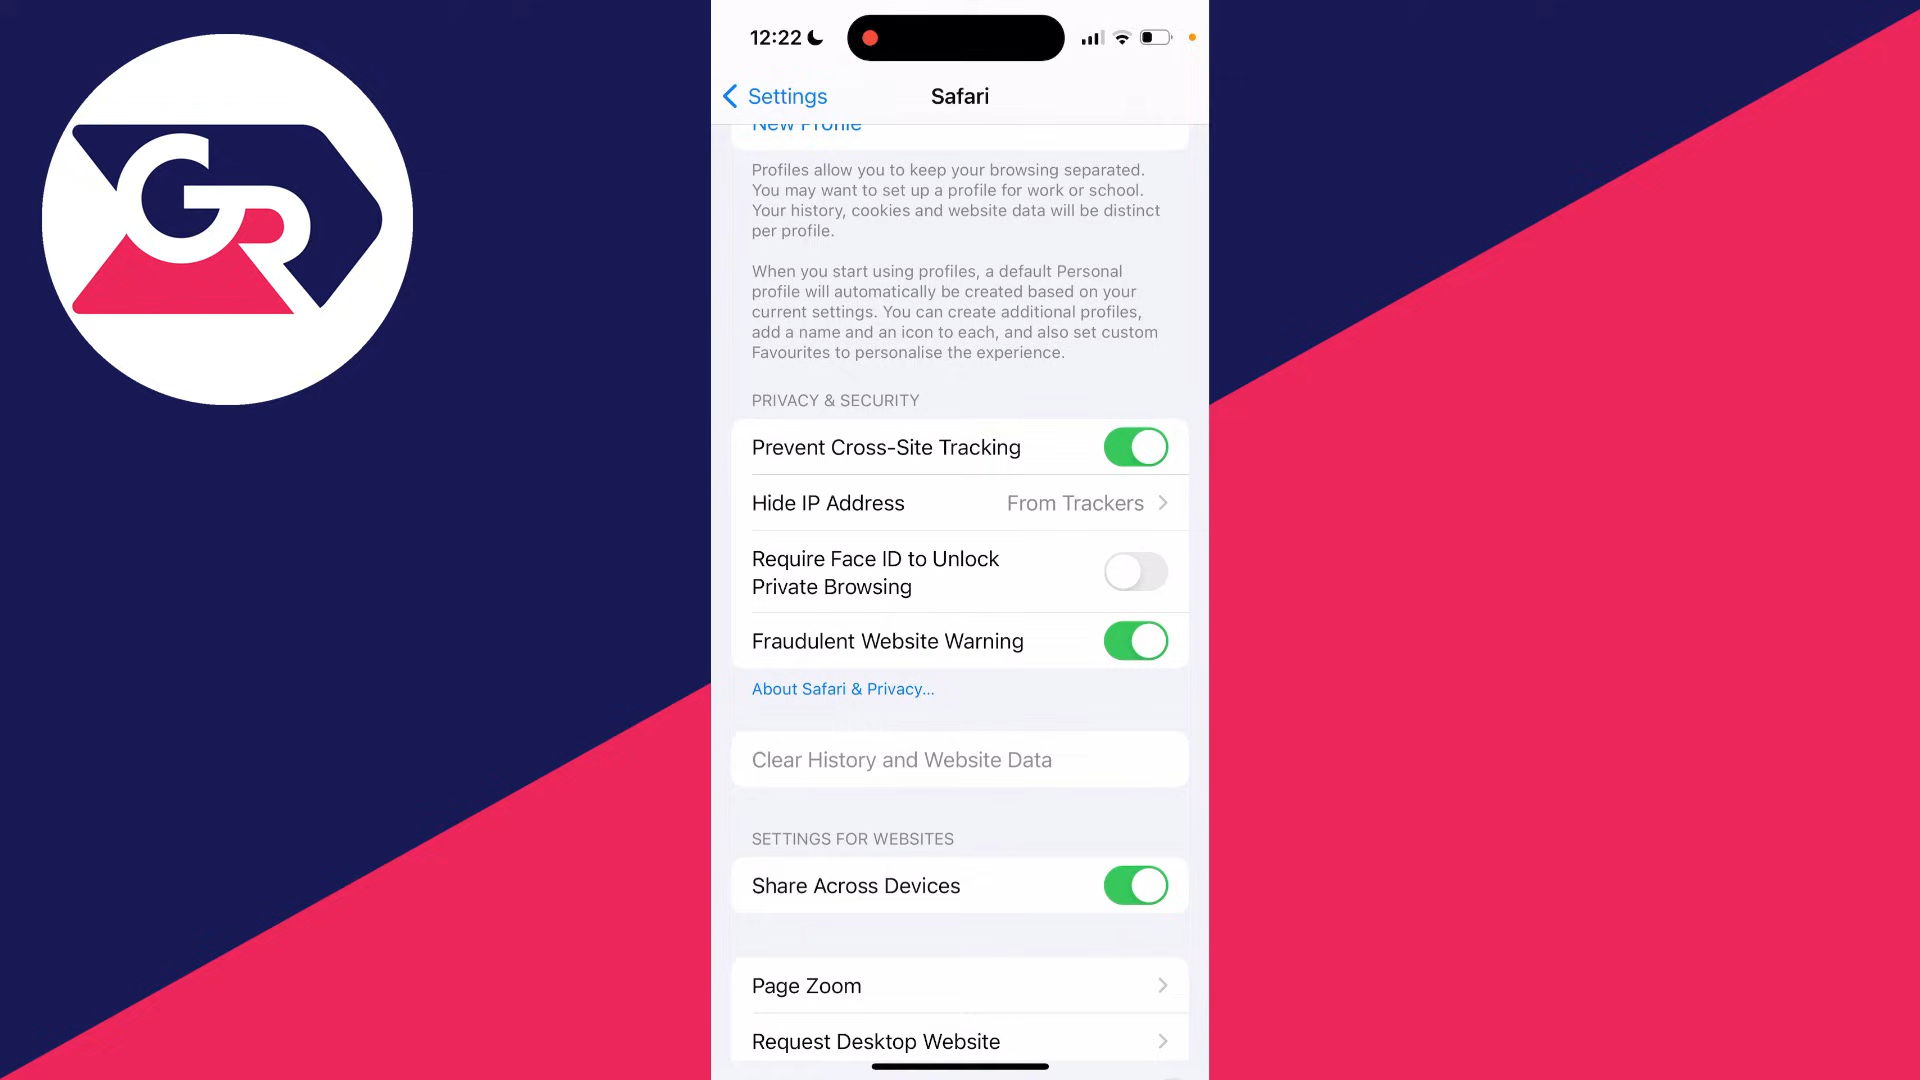 GR
12:22
Settings
Safari
New Profile
Profiles allow you to keep your browsing separated.
You may want to set up a profile for work or school.
Your history, cookies and website data will be distinct
per profile.
When you start using profiles, a default Personal
profile will automatically be created based on your
current settings. You can create additional profiles,
add a name and an icon to each, and also set custom
Favourites to personalise the experience.
PRIVACY & SECURITY
Prevent Cross-Site Tracking
Hide IP Address From Trackers
Require Face ID to Unlock
Private Browsing
Fraudulent Website Warning
About Safari & Privacy...
Clear History and Website Data
SETTINGS FOR WEBSITES
Share Across Devices
Page Zoom
Request Desktop Website